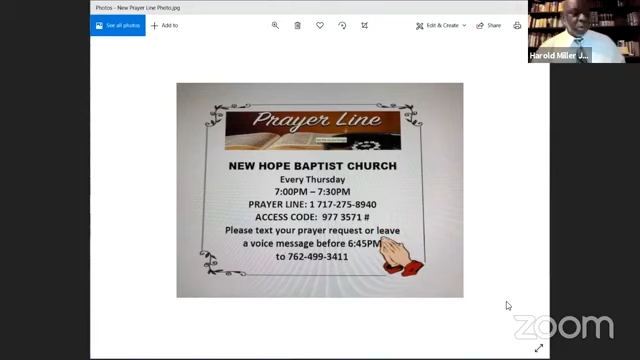 Photos - New Prayer Line Photo.jpg
See all photos
Add to
Edit & Create
Share
Harold Miller J...
Prayer Line
NEW HOPE BAPTIST CHURCH
Every Thursday
7:00PM – 7:30PM
PRAYER LINE: 1 717-275-8940
ACCESS CODE: 977 3571 #
Please text your prayer request or leave
a voice message before 6:45PM
to 762-499-3411
zoom